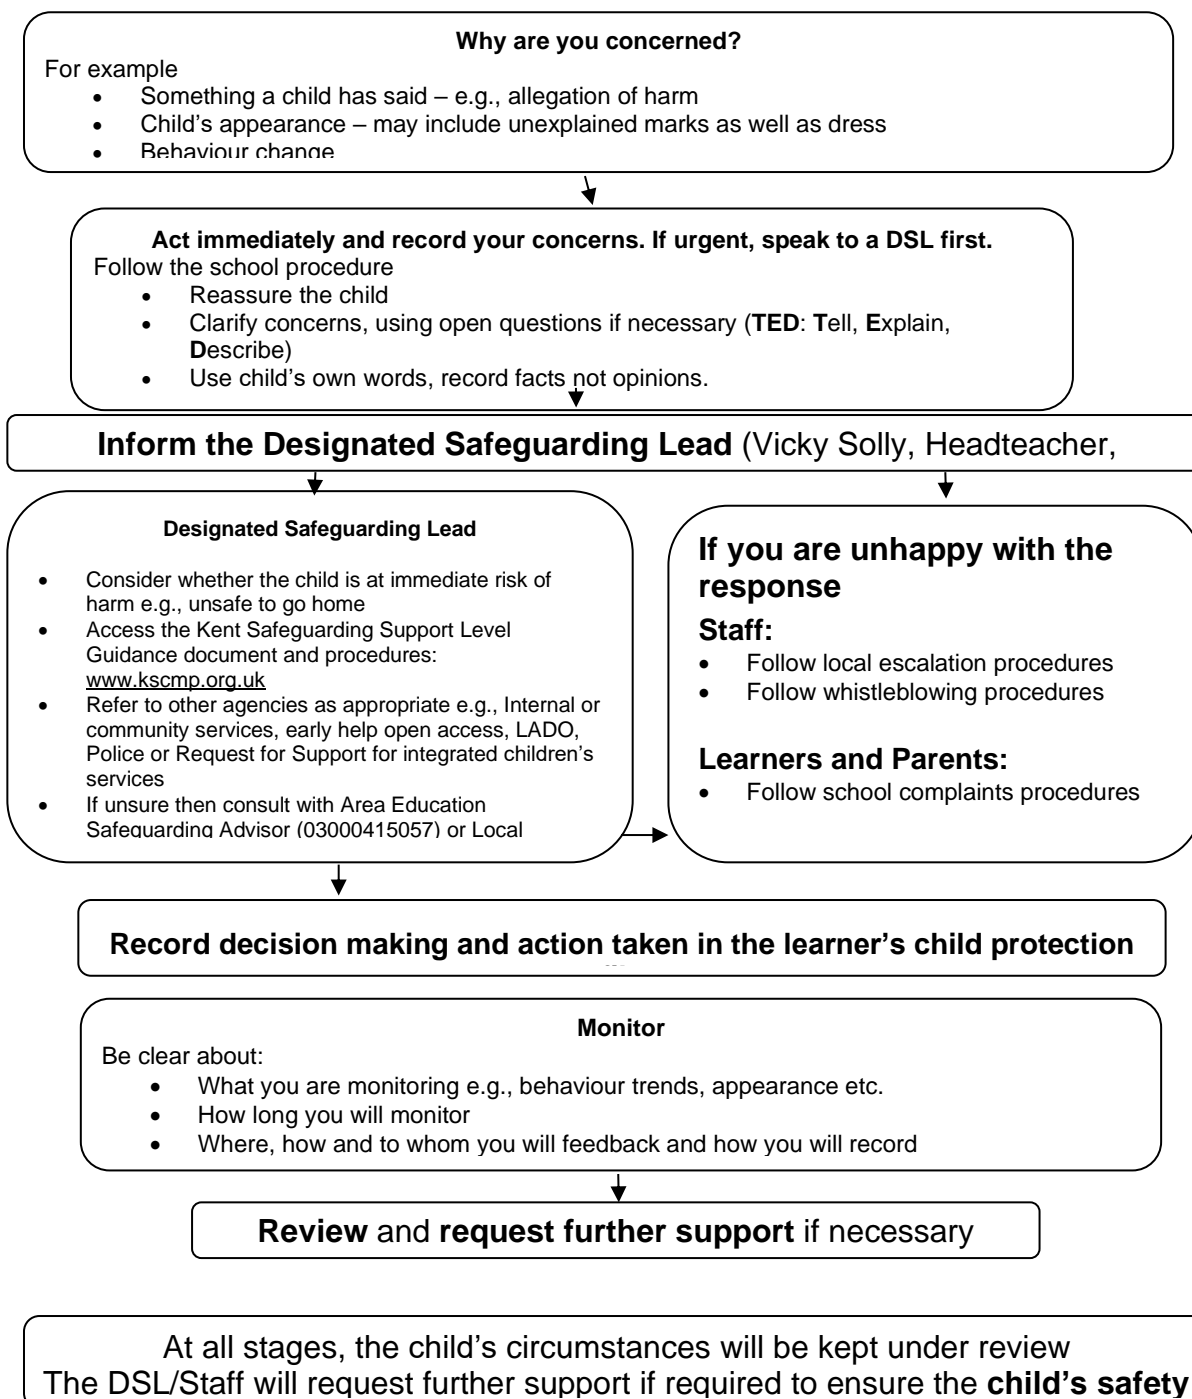 Why are you concerned?
For example
• Something a child has said – e.g., allegation of harm
• Child's appearance – may include unexplained marks as well as dress
• Behaviour change
Act immediately and record your concerns. If urgent, speak to a DSL first.
Follow the school procedure
• Reassure the child
• Clarify concerns, using open questions if necessary (TED: Tell, Explain,
Describe)
• Use child's own words, record facts not opinions.
Inform the Designated Safeguarding Lead (Vicky Solly, Headteacher,
Designated Safeguarding Lead
• Consider whether the child is at immediate risk of
harm e.g., unsafe to go home
• Access the Kent Safeguarding Support Level
Guidance document and procedures:
www.kscmp.org.uk
• Refer to other agencies as appropriate e.g., Internal or
community services, early help open access, LADO,
Police or Request for Support for integrated children's
services
• If unsure then consult with Area Education
Safeguarding Advisor (03000415057) or Local
If you are unhappy with the
response
Staff:
• Follow local escalation procedures
• Follow whistleblowing procedures
Learners and Parents:
• Follow school complaints procedures
Record decision making and action taken in the learner's child protection
Monitor
Be clear about:
• What you are monitoring e.g., behaviour trends, appearance etc.
• How long you will monitor
• Where, how and to whom you will feedback and how you will record
Review and request further support if necessary
At all stages, the child's circumstances will be kept under review
The DSL/Staff will request further support if required to ensure the child's safety